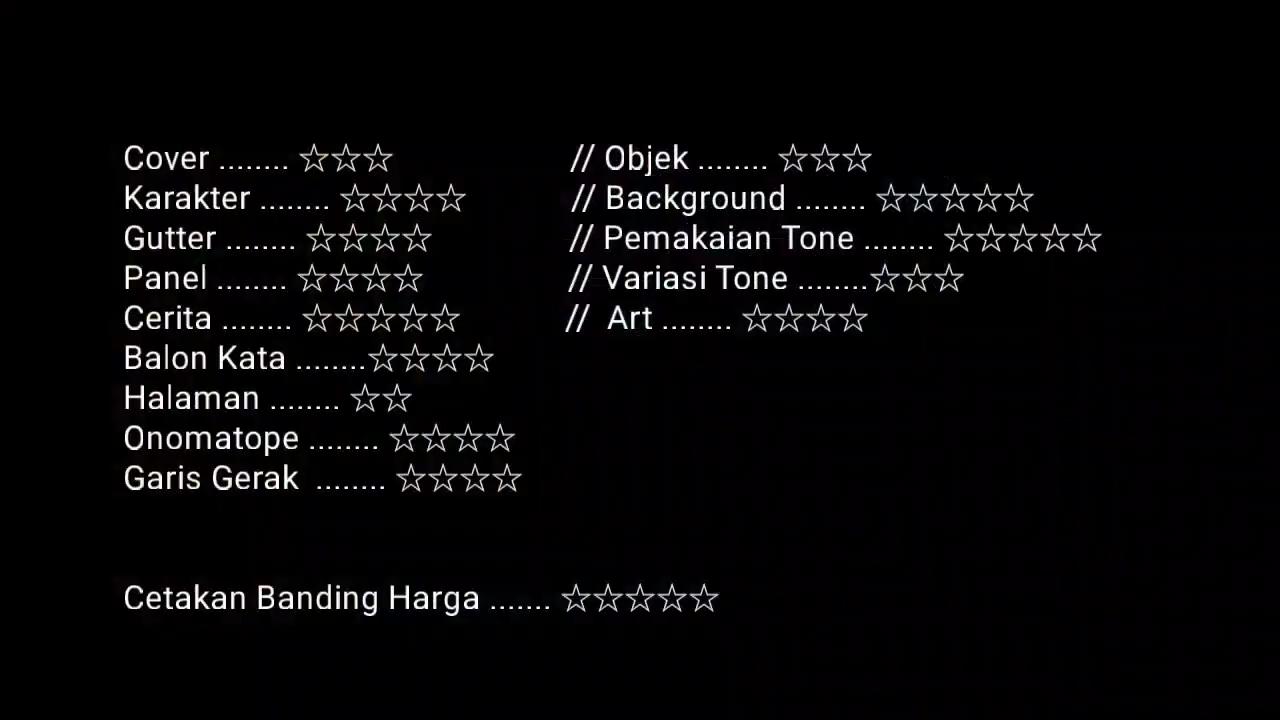 Cover ........ ☆☆☆ // Objek ........ ☆☆☆
Karakter ........ ☆☆☆☆ // Background ........ ☆☆☆☆☆
Gutter ........ ☆☆☆☆ // Pemakaian Tone ........ ☆☆☆☆☆
Panel ........ ☆☆☆☆ // Variasi Tone ........☆☆☆
Cerita ........ ☆☆☆☆☆ // Art ........ ☆☆☆☆
Balon Kata ........☆☆☆☆
Halaman ........ ☆☆
Onomatope ........ ☆☆☆☆
Garis Gerak ........ ☆☆☆☆
Cetakan Banding Harga ....... ☆☆☆☆☆